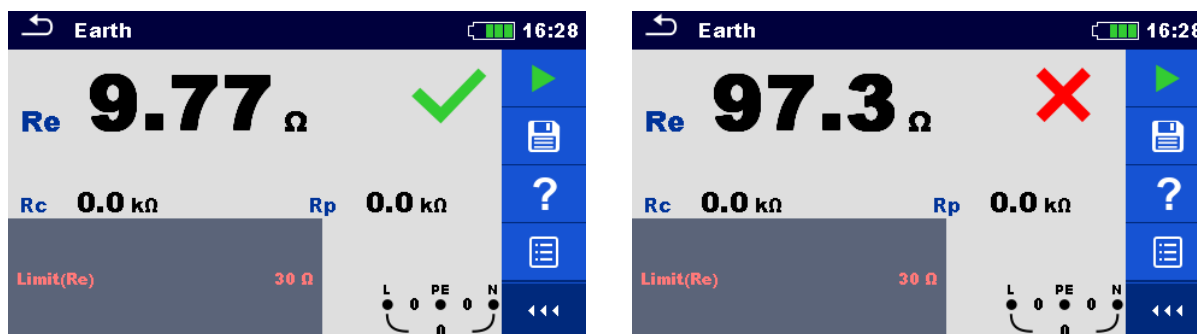 Earth 16:28
Re 9.77 Ω
Rc 0.0 kΩ Rp 0.0 kΩ
?
Limit(Re) 30 Ω
L PE N
0 0
0
Earth 16:28
Re 97.3 Ω
Rc 0.0 kΩ Rp 0.0 kΩ
?
Limit(Re) 30 Ω
L PE N
0 0
0